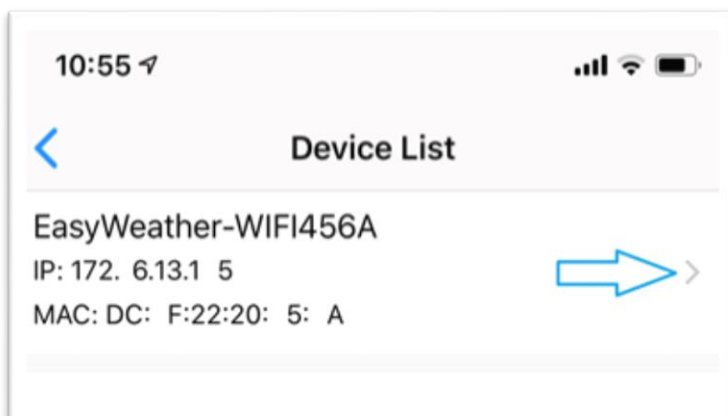 10:55
Device List
EasyWeather-WIFI456A
IP: 172. 6.13.1 5
MAC: DC: F:22:20: 5: A